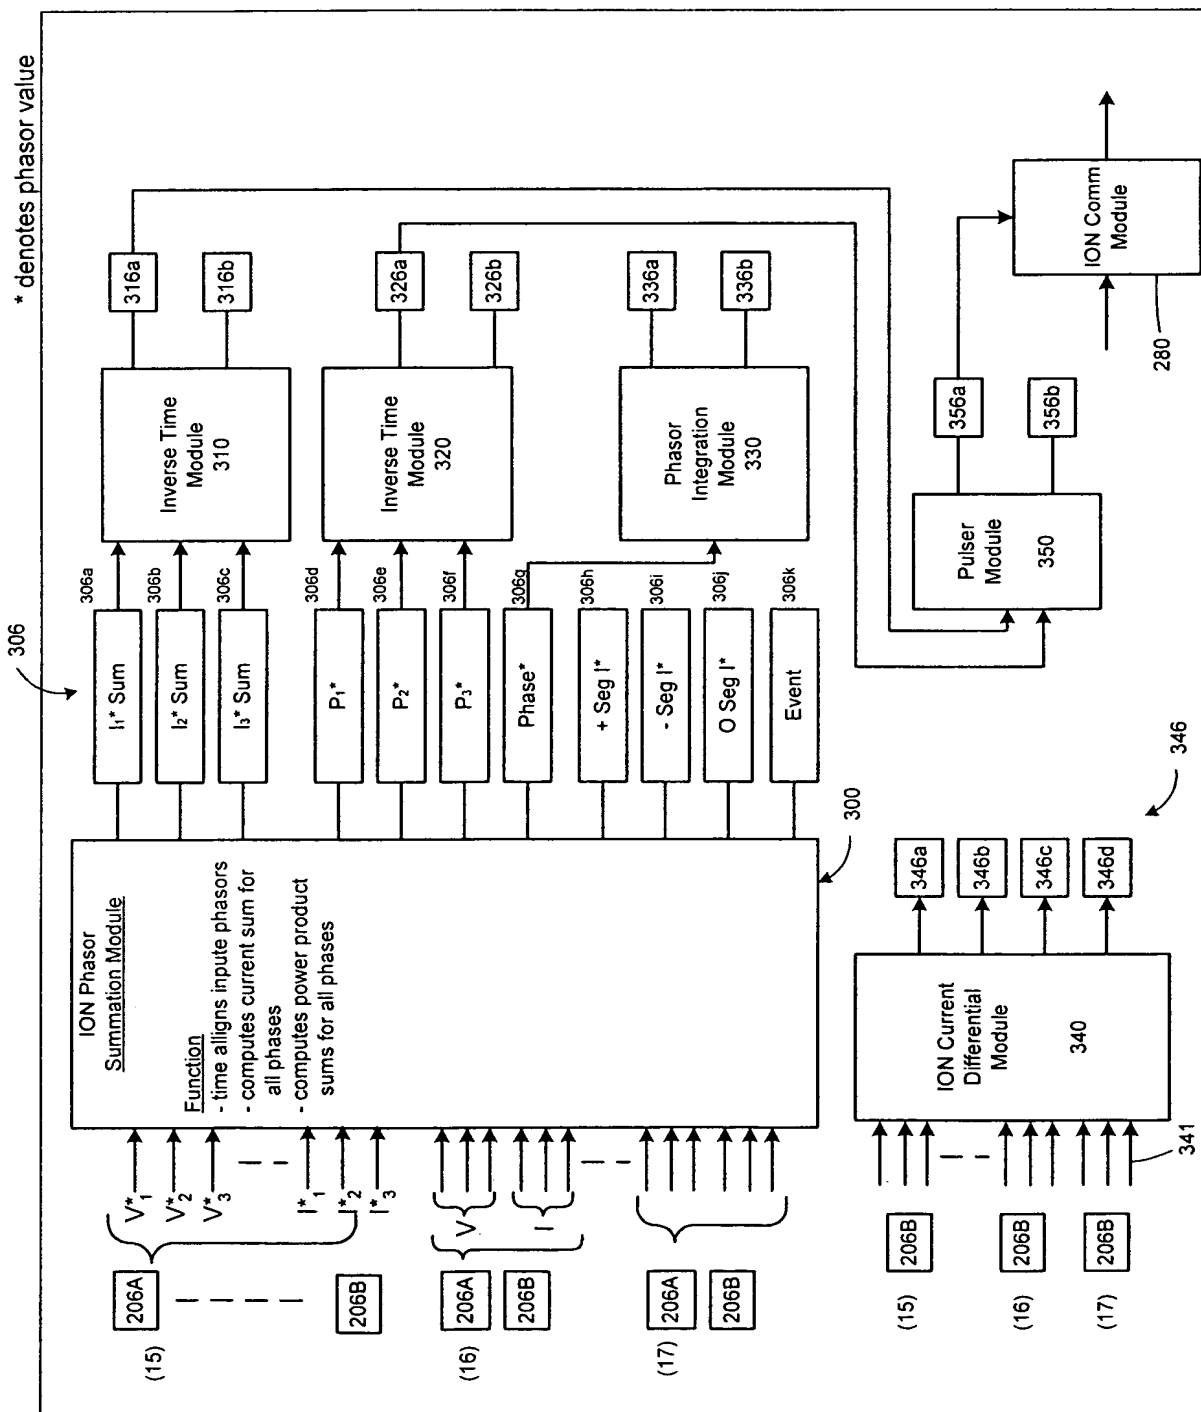 * denotes phasor value
(15)
206A
206B
(16)
206A
206B
(17)
206A
206B
V*1
V*2
V*3
I*1
I*2
I*3
V
I
ION Phasor
Summation Module
Function
- time alligns inpute phasors
- computes current sum for
all phases
- computes power product
sums for all phases
300
306
I1* Sum
306a
I2* Sum
306b
I3* Sum
306c
P1*
306d
P2*
306e
P3*
306f
Phase*
306g
+ Seg I*
306h
- Seg I*
306i
O Seg I*
306j
Event
306k
Inverse Time
Module
310
316a
316b
Inverse Time
Module
320
326a
326b
Phasor
Integration
Module
330
336a
336b
(15)
206B
(16)
206B
(17)
206B
341
ION Current
Differential
Module
340
346a
346b
346c
346d
346
Pulser
Module
350
356a
356b
ION Comm
Module
280